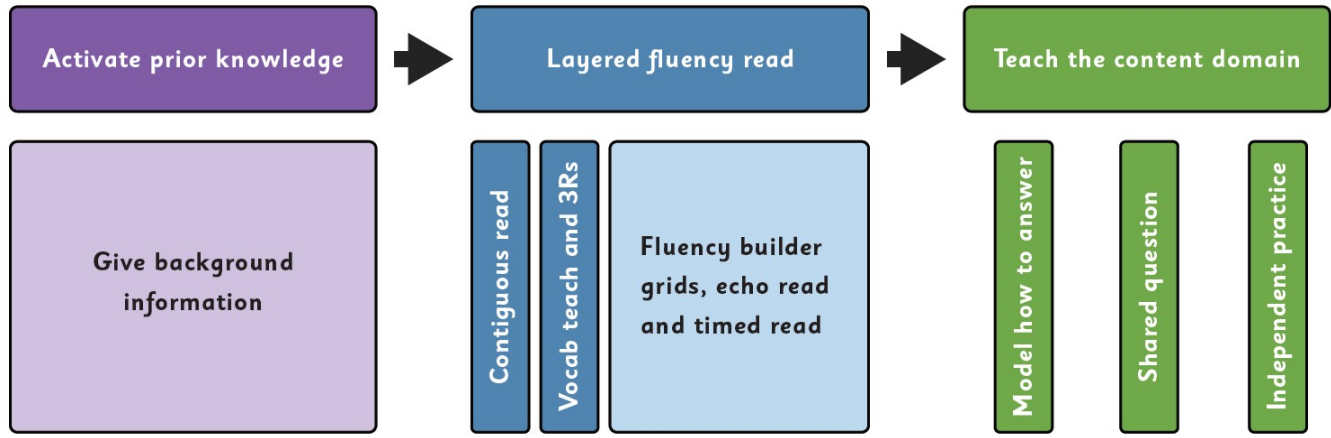 Activate prior knowledge
Layered fluency read
Teach the content domain
Give background
information
Contiguous read
Vocab teach and 3Rs
Fluency builder
grids, echo read
and timed read
Model how to answer
Shared question
Independent practice